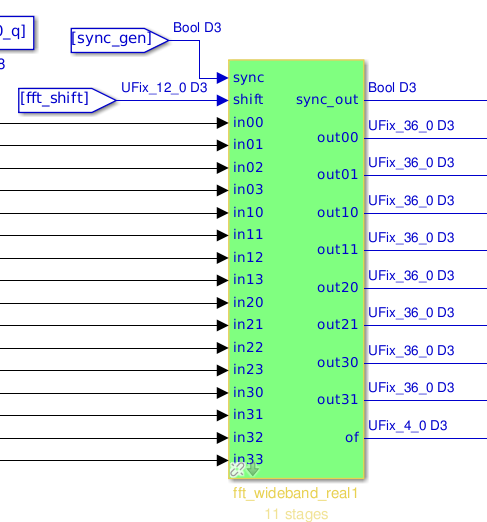 0_q]
8
[sync_gen]
Bool D3
[fft_shift]
UFix_12_0 D3
sync
shift
in00
in01
in02
in03
in10
in11
in12
in13
in20
in21
in22
in23
in30
in31
in32
in33
sync_out
out00
out01
out10
out11
out20
out21
out30
out31
of
Bool D3
UFix_36_0 D3
UFix_36_0 D3
UFix_36_0 D3
UFix_36_0 D3
UFix_36_0 D3
UFix_36_0 D3
UFix_36_0 D3
UFix_36_0 D3
UFix_4_0 D3
fft_wideband_real1
11 stages